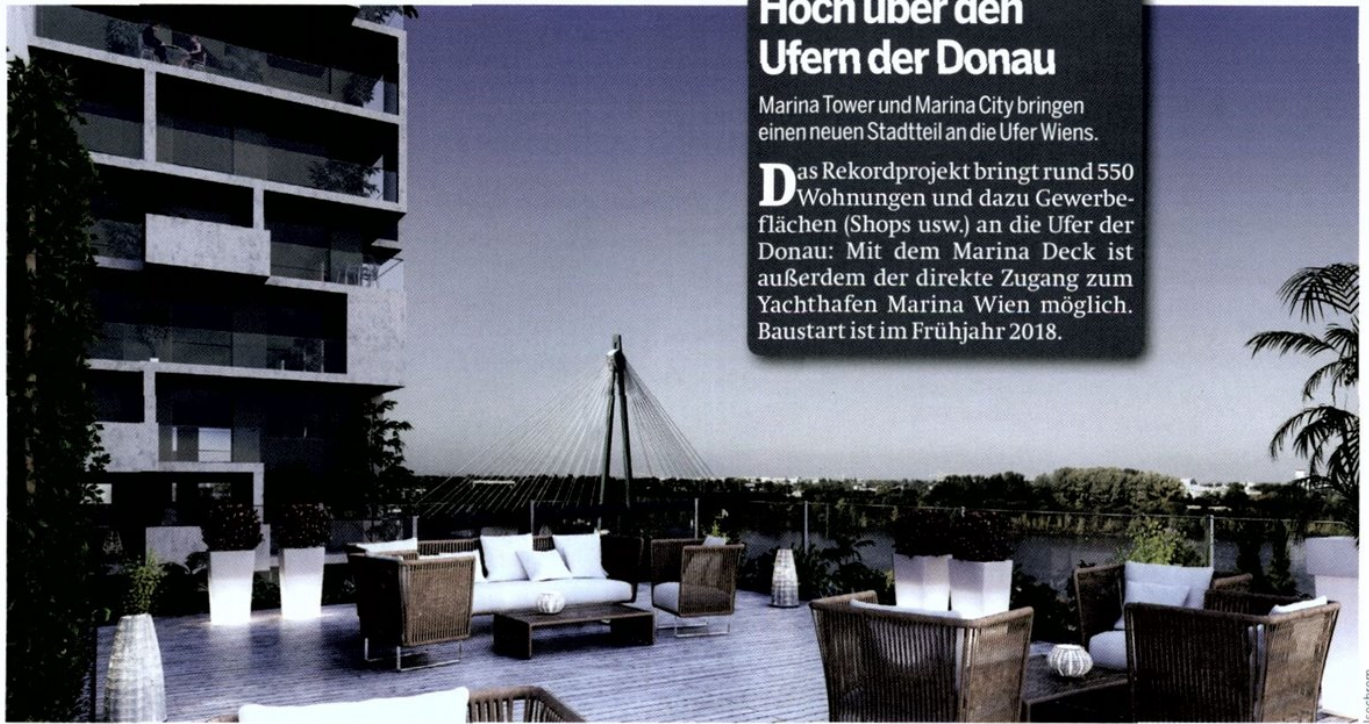 Hoch über den
Ufern der Donau
Marina Tower und Marina City bringen
einen neuen Stadtteil an die Ufer Wiens.
Das Rekordprojekt bringt rund 550
Wohnungen und dazu Gewerbe-
flächen (Shops usw.) an die Ufer der
Donau: Mit dem Marina Deck ist
außerdem der direkte Zugang zum
Yachthafen Marina Wien möglich.
Baustart ist im Frühjahr 2018.